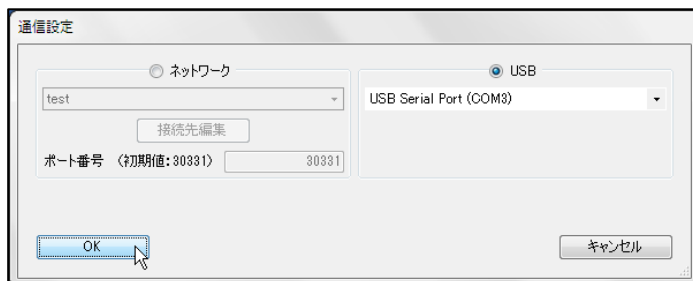 通信設定
ネットワーク
test
接続先編集
ポート番号 (初期値:30331) 30331
USB
USB Serial Port (COM3)
OK
キャンセル